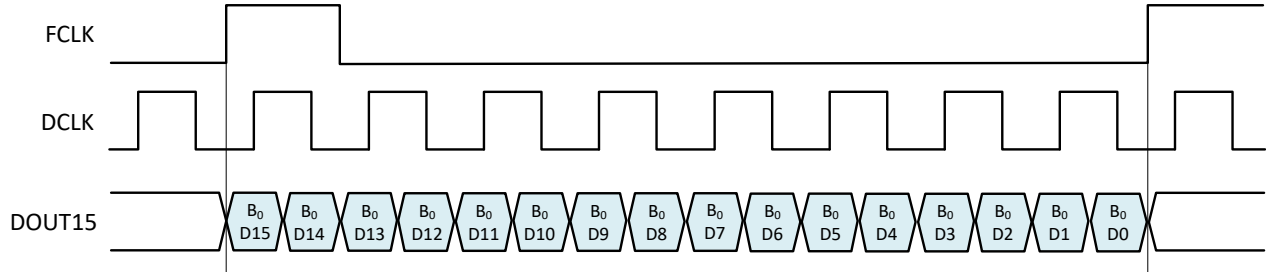 FCLK
DCLK
DOUT15
B0 B0 B0 B0 B0 B0 B0 B0 B0 B0 B0 B0 B0 B0 B0 B0
D15 D14 D13 D12 D11 D10 D9 D8 D7 D6 D5 D4 D3 D2 D1 D0